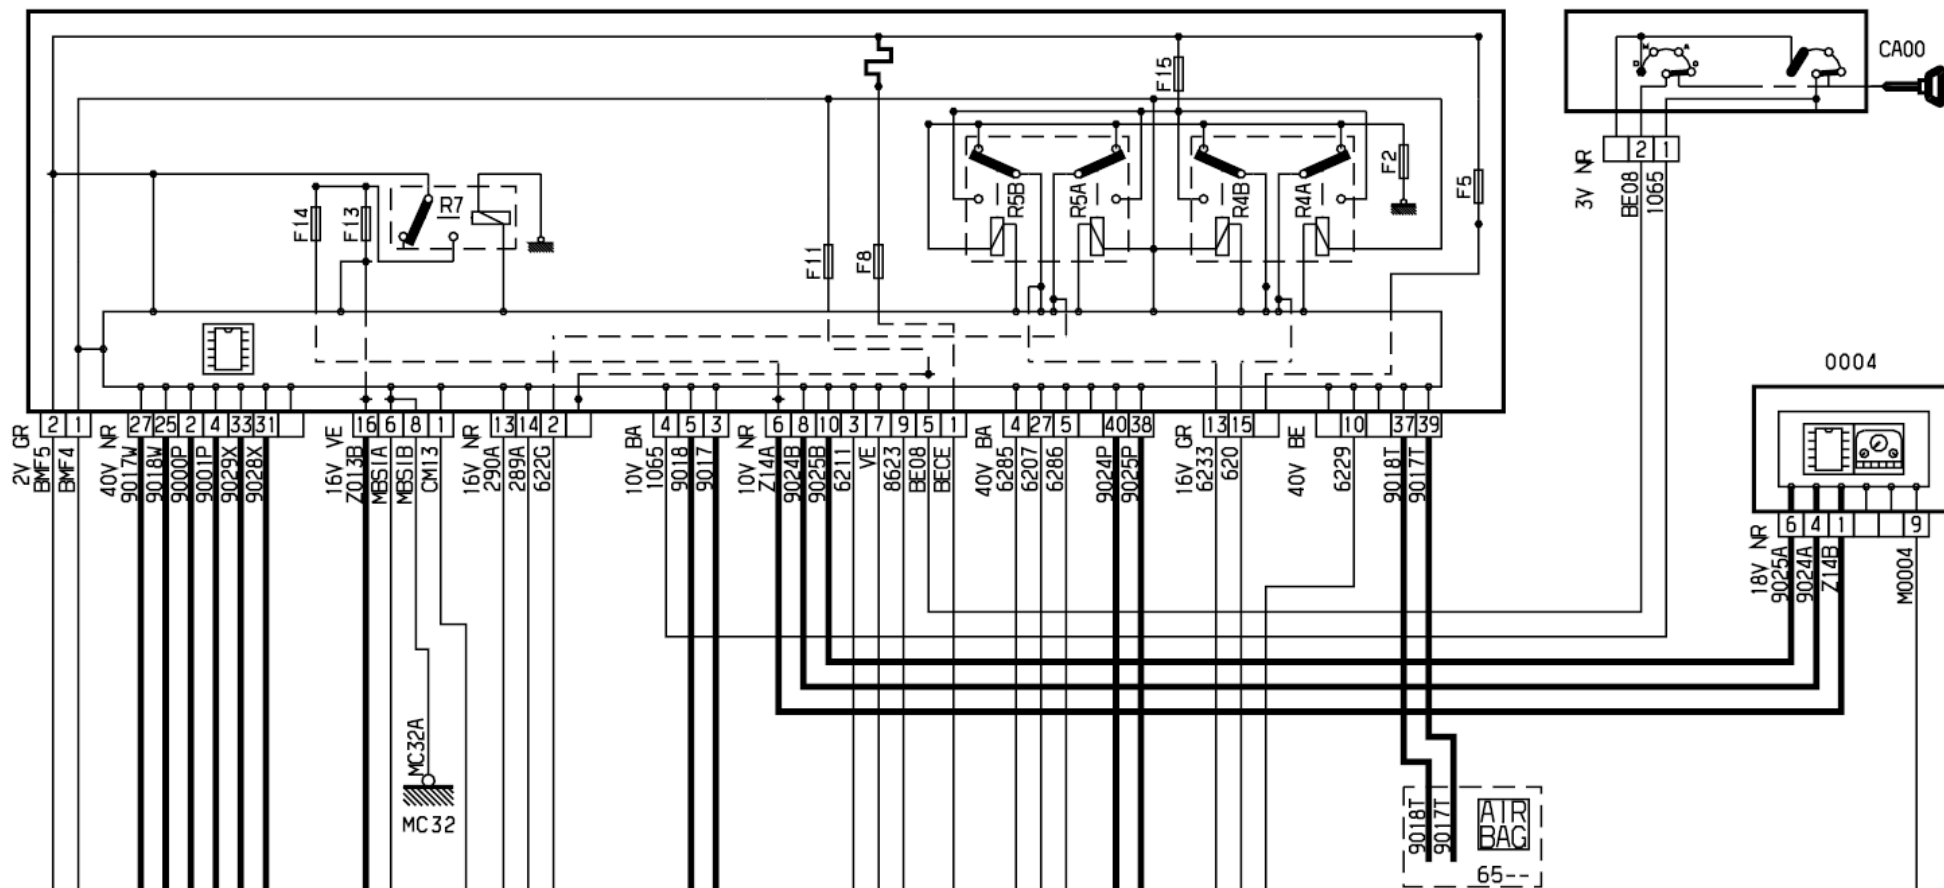 CA00
M A
D O
F15
3V NR
2 1
BE08
1065
R7
F14
F13
F11
F8
R5B
R5A
R4B
R4A
F2
F5
0004
2V GR
2 1
BMF5
BMF4
40V NR
27 25 2 4 33 31
9017W
9018W
9000P
9001P
9029X
9028X
16V VE
16 6 8 1
Z013B
MBSIA
MBSIB
CM13
16V NR
13 14 2
290A
289A
622G
10V BA
4 5 3
1065
9018
9017
10V NR
6 8 10 3 7 9 5 1
Z14A
9024B
9025B
6211
VE
8623
BE08
BECE
40V BA
4 27 5 40 38
6285
6207
6286
9024P
9025P
16V GR
13 15
6233
620
40V BE
10 37 39
6229
9018T
9017T
18V NR
6 4 1 9
9025A
9024A
Z14B
M0004
MC32A
MC32
9018T
9017T
AIR
BAG
65--